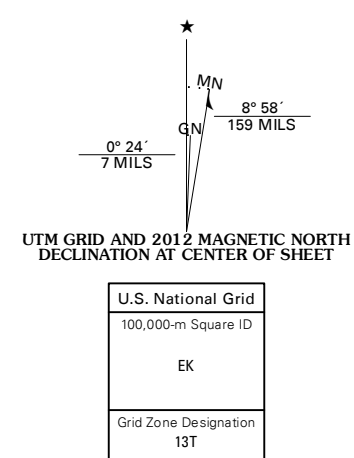 ★
MN
8° 58´
159 MILS
GN
0° 24´
7 MILS
UTM GRID AND 2012 MAGNETIC NORTH
DECLINATION AT CENTER OF SHEET
U.S. National Grid
100,000-m Square ID
EK
Grid Zone Designation
13T